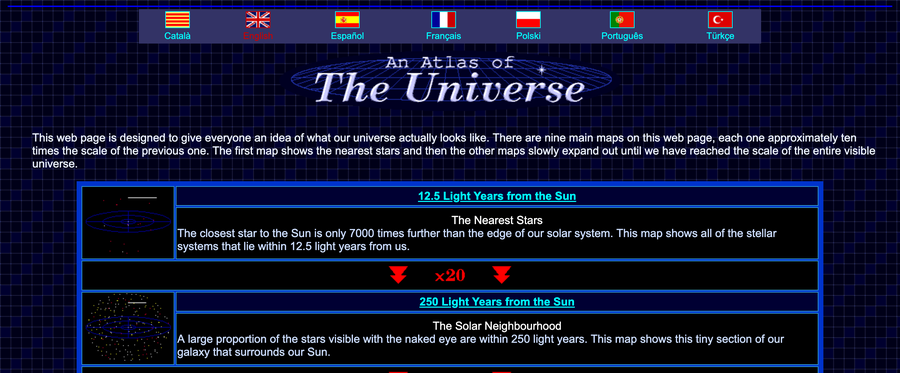 Català English Español Français Polski Português Türkçe
An Atlas of
The Universe
This web page is designed to give everyone an idea of what our universe actually looks like. There are nine main maps on this web page, each one approximately ten
times the scale of the previous one. The first map shows the nearest stars and then the other maps slowly expand out until we have reached the scale of the entire visible
universe.
12.5 Light Years from the Sun
The Nearest Stars
The closest star to the Sun is only 7000 times further than the edge of our solar system. This map shows all of the stellar
systems that lie within 12.5 light years from us.
x20
250 Light Years from the Sun
The Solar Neighbourhood
A large proportion of the stars visible with the naked eye are within 250 light years. This map shows this tiny section of our
galaxy that surrounds our Sun.